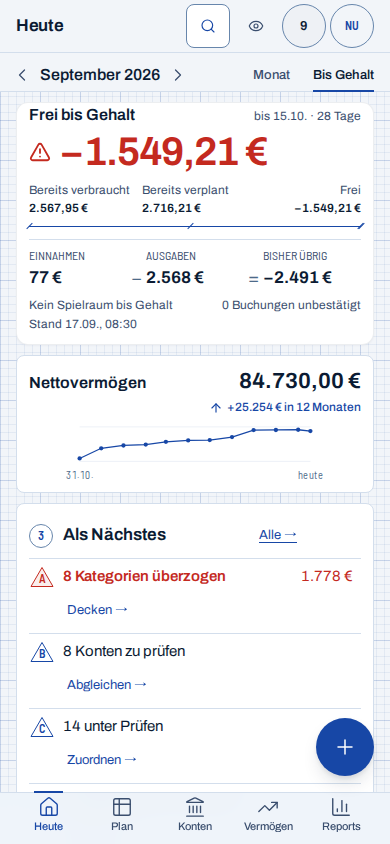 Heute
9
NU
September 2026
Monat
Bis Gehalt
Frei bis Gehalt
bis 15.10. · 28 Tage
−1.549,21 €
Bereits verbraucht
Bereits verplant
Frei
2.567,95 €
2.716,21 €
−1.549,21 €
EINNAHMEN
AUSGABEN
BISHER ÜBRIG
77 €
− 2.568 €
= −2.491 €
Kein Spielraum bis Gehalt
0 Buchungen unbestätigt
Stand 17.09., 08:30
Nettovermögen
84.730,00 €
↑ +25.254 € in 12 Monaten
31.10.
heute
3
Als Nächstes
Alle →
A
8 Kategorien überzogen
1.778 €
Decken →
B
8 Konten zu prüfen
Abgleichen →
C
14 unter Prüfen
Zuordnen →
Heute
Plan
Konten
Vermögen
Reports